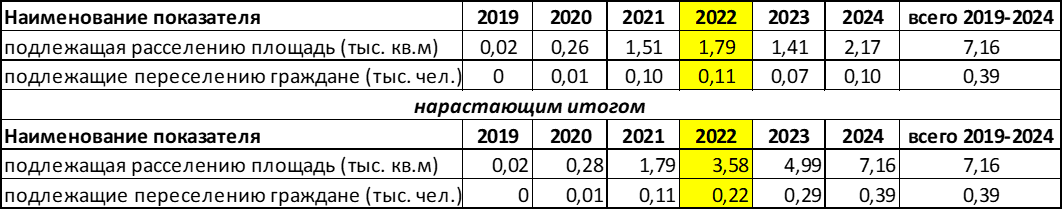 Наименование показателя 2019 2020 2021 2022 2023 2024 всего 2019-2024
подлежащая расселению площадь (тыс. кв.м) 0,02 0,26 1,51 1,79 1,41 2,17 7,16
подлежащие переселению граждане (тыс. чел.) 0 0,01 0,10 0,11 0,07 0,10 0,39
нарастающим итогом
Наименование показателя 2019 2020 2021 2022 2023 2024 всего 2019-2024
подлежащая расселению площадь (тыс. кв.м) 0,02 0,28 1,79 3,58 4,99 7,16 7,16
подлежащие переселению граждане (тыс. чел.) 0 0,01 0,11 0,22 0,29 0,39 0,39